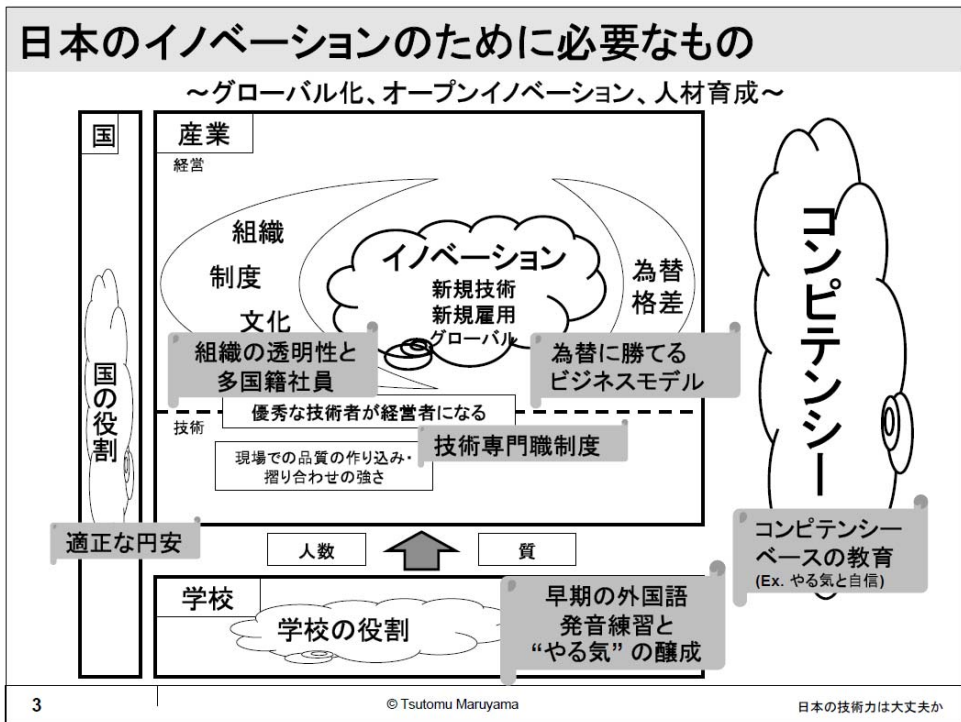 日本のイノベーションのために必要なもの
～グローバル化、オープンイノベーション、人材育成～
国
国の役割
適正な円安
産業
経営
組織
制度
文化
イノベーション
新規技術
新規雇用
グローバル
為替
格差
組織の透明性と
多国籍社員
為替に勝てる
ビジネスモデル
優秀な技術者が経営者になる
技術
技術専門職制度
現場での品質の作り込み・
摺り合わせの強さ
人数
質
学校
学校の役割
早期の外国語
発音練習と
“やる気” の醸成
コンピテンシー
コンピテンシー
ベースの教育
(Ex. やる気と自信)
3
© Tsutomu Maruyama
日本の技術力は大丈夫か